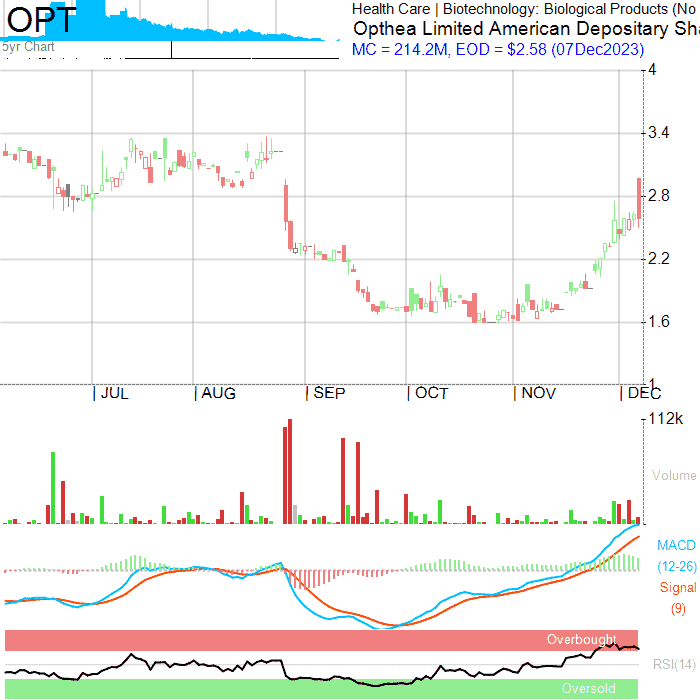 OPT
Health Care | Biotechnology: Biological Products (No
Opthea Limited American Depositary Sha
5yr Chart
MC = 214.2M, EOD = $2.58 (07Dec2023)
4
3.4
2.8
2.2
1.6
1
JUL
AUG
SEP
OCT
NOV
DEC
112k
Volume
MACD
(12-26)
Signal
(9)
Overbought
RSI(14)
Oversold